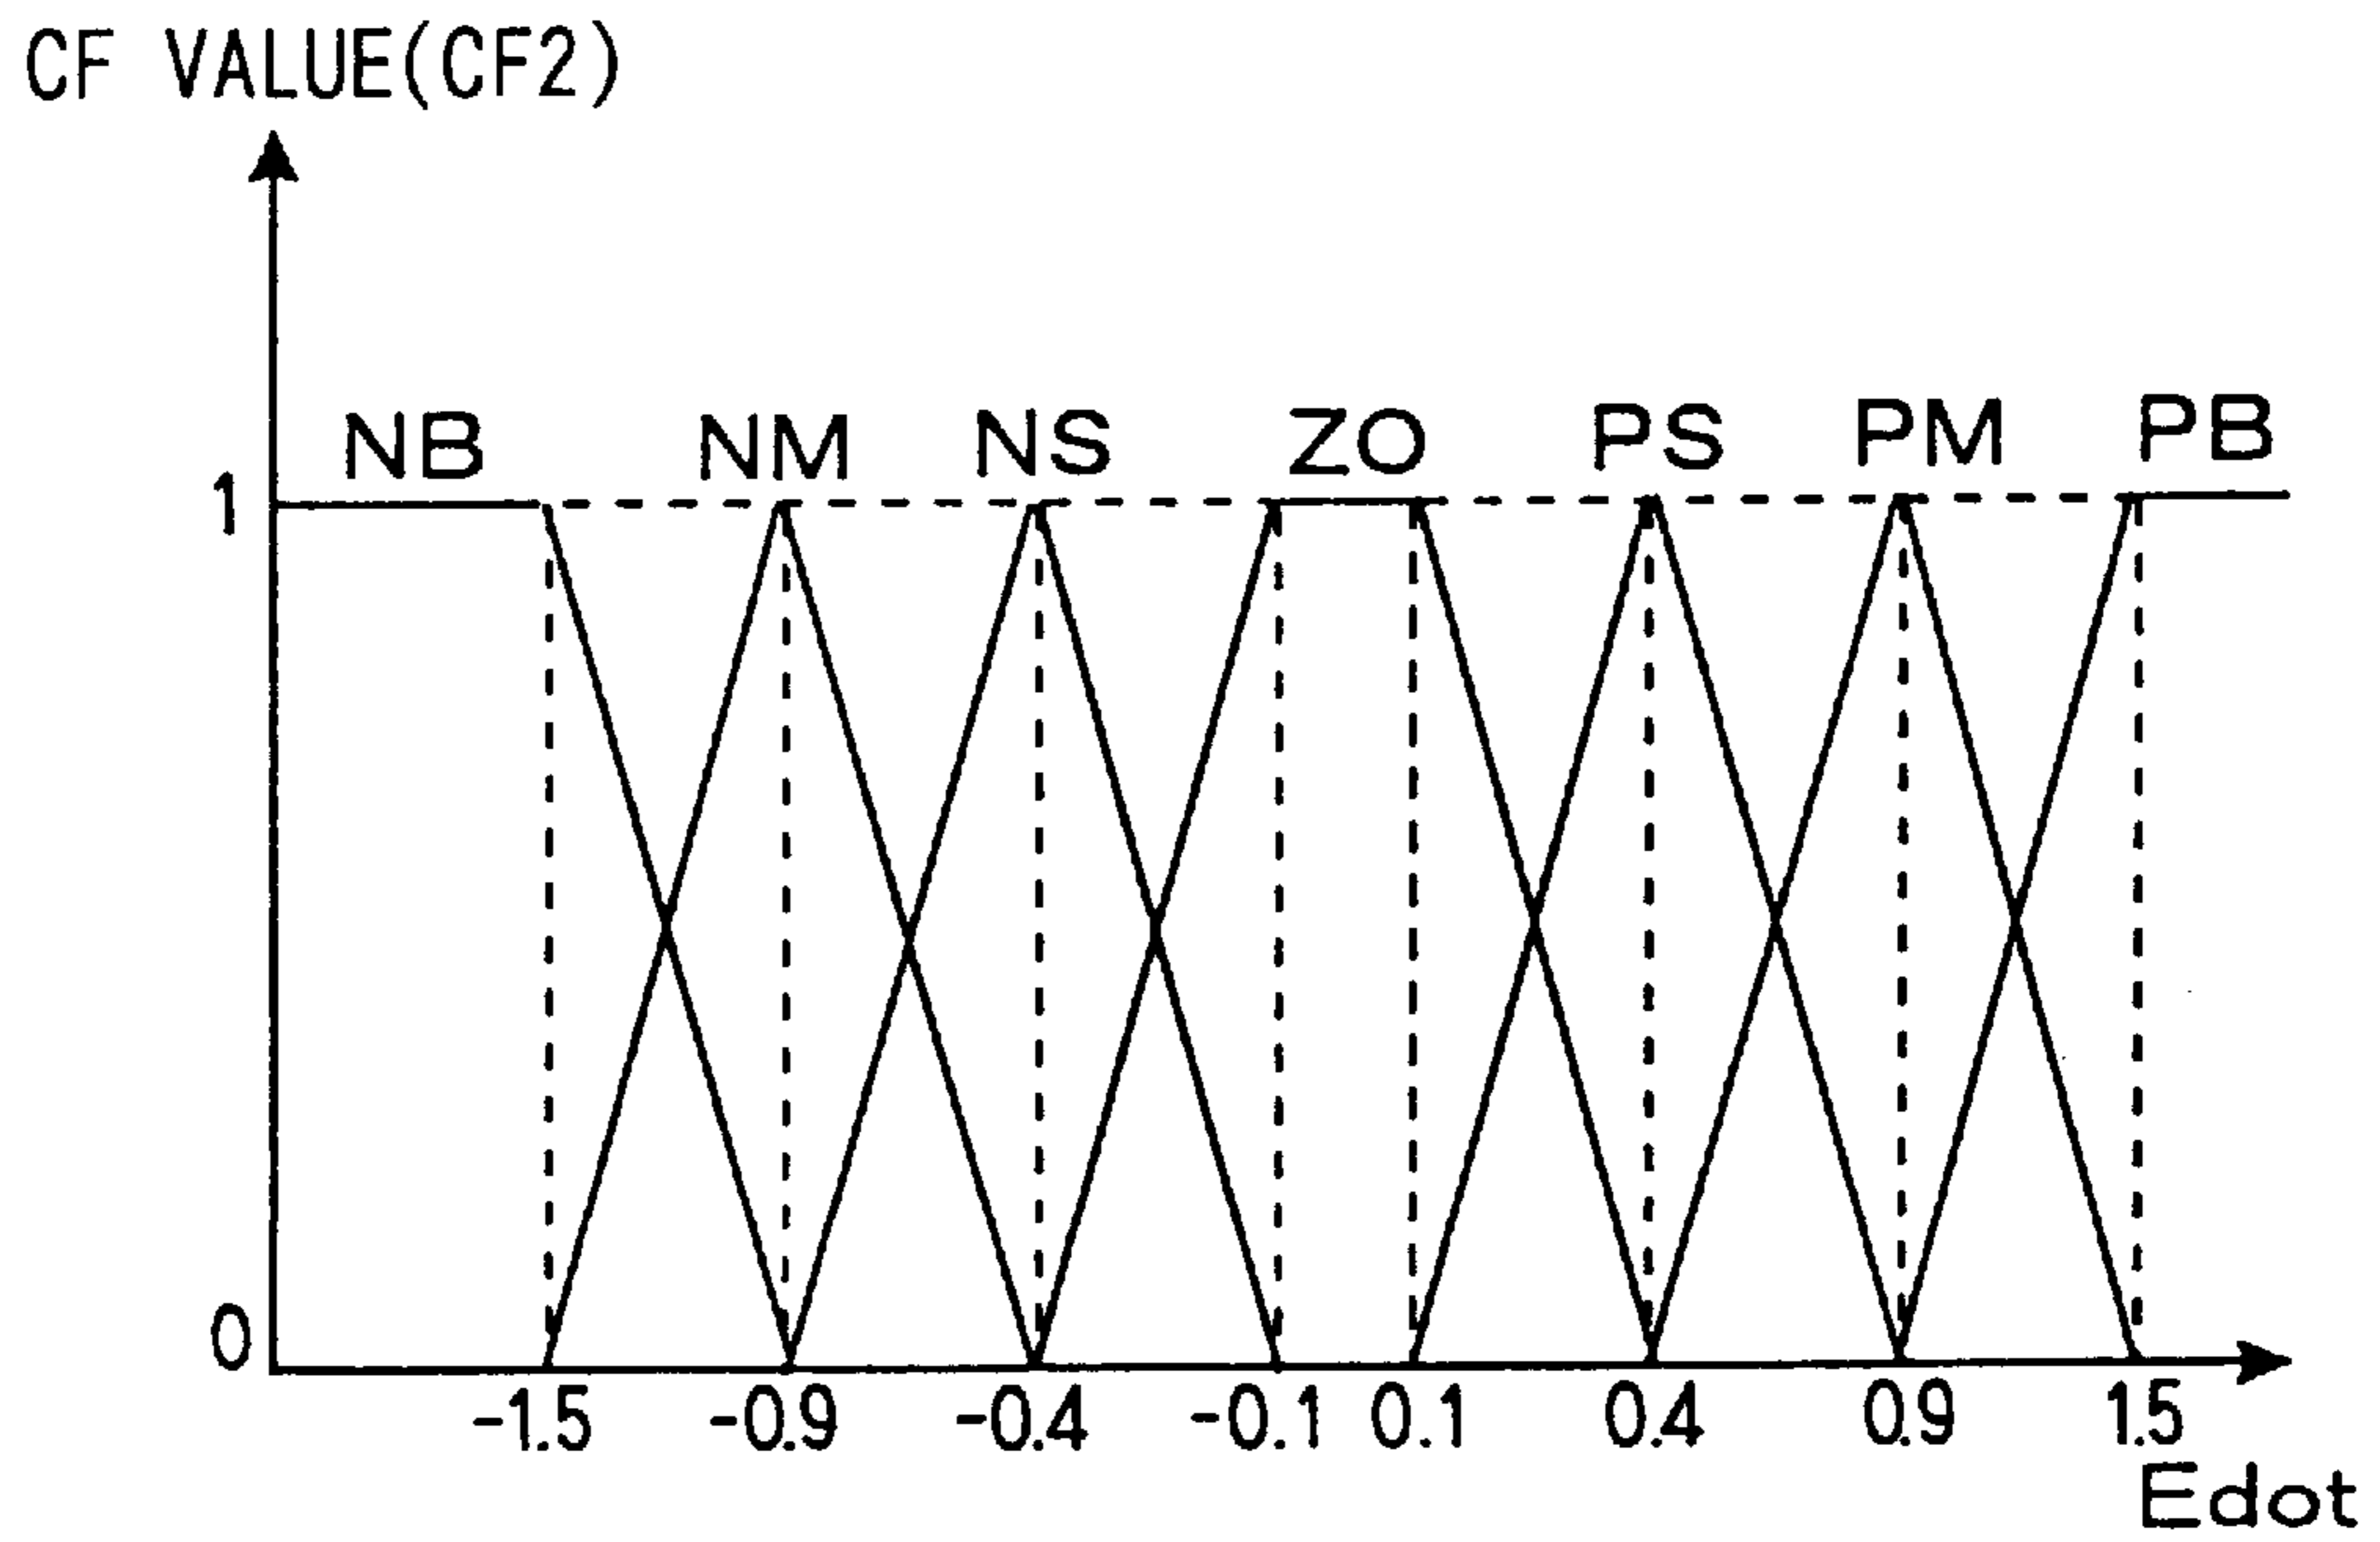 CF VALUE(CF2)
NB NM NS ZO PS PM PB
1
0
-1.5 -0.9 -0.4 -0.1 0.1 0.4 0.9 1.5
Edot